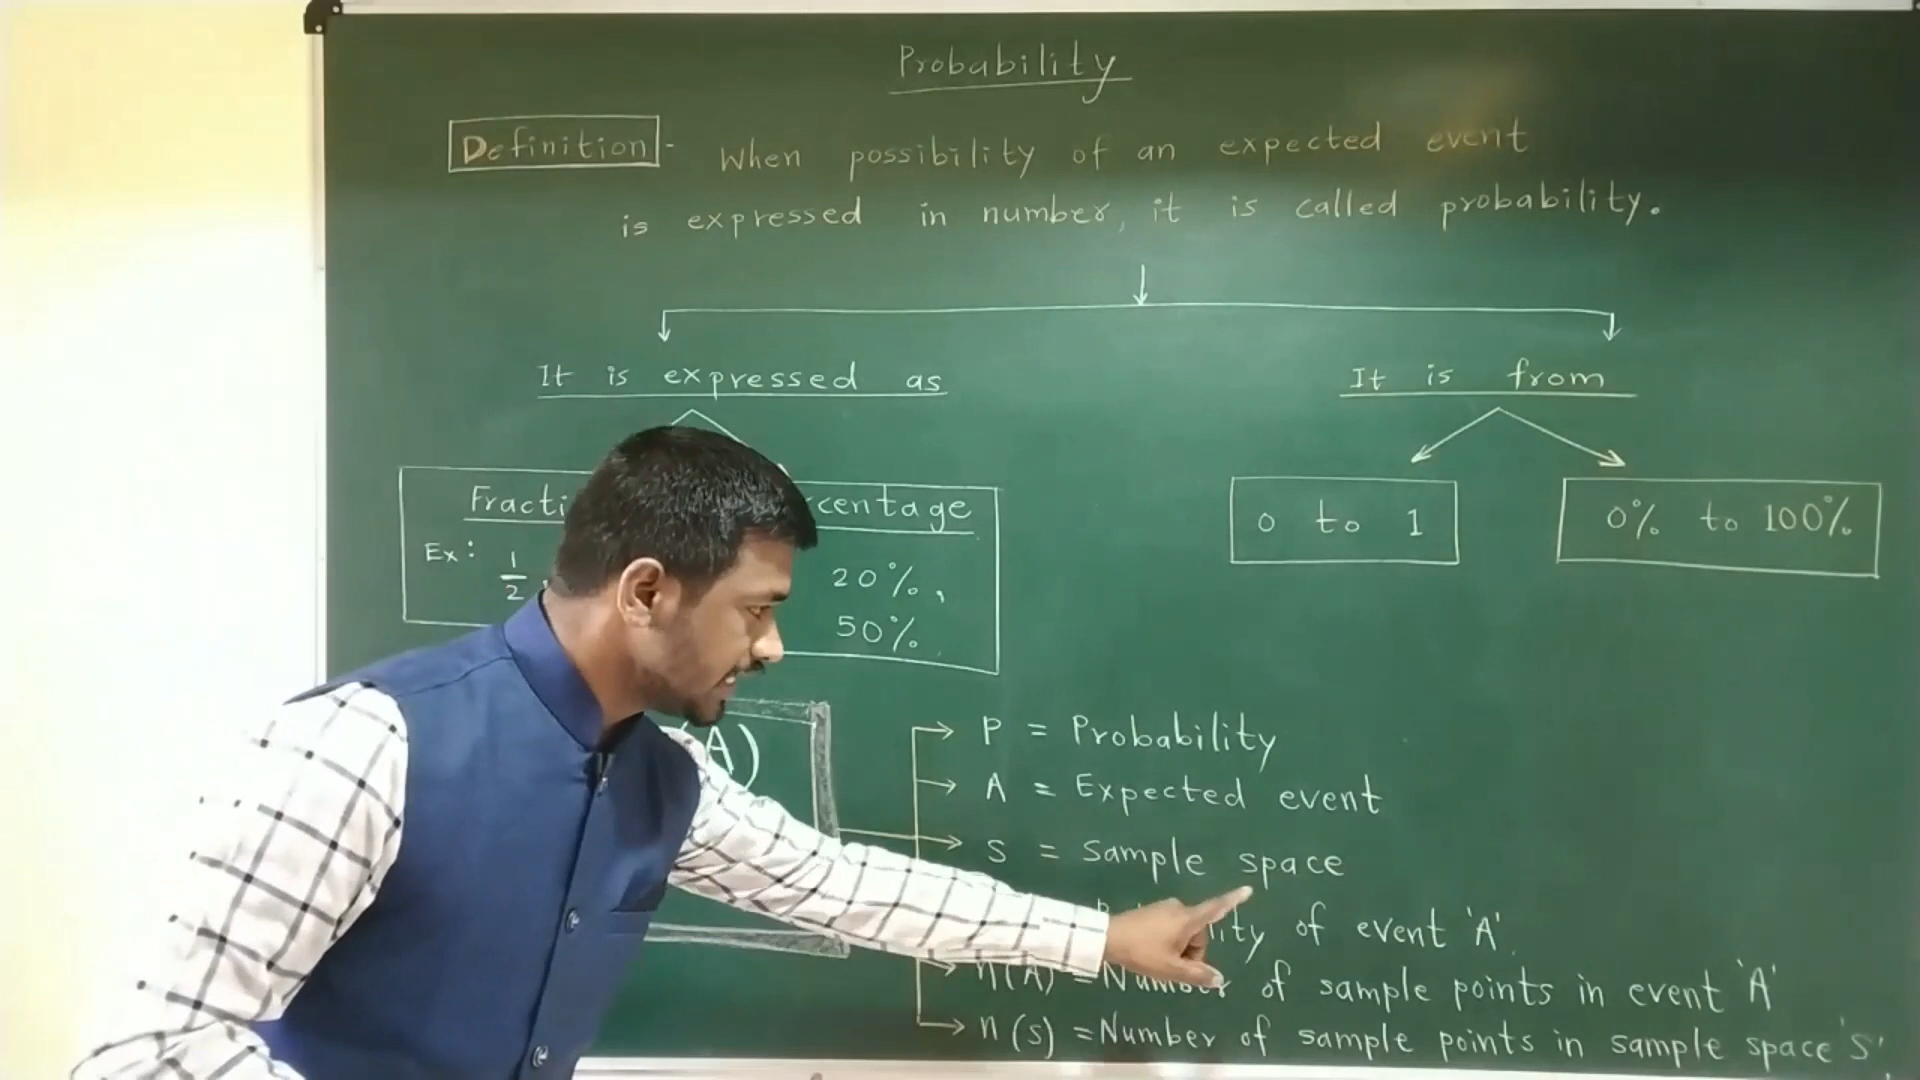 Probability
Definition - When possibility of an expected event
is expressed in number, it is called probability.
It is expressed as
It is from
Fracti centage
Ex: 1/2, 20%,
50%
0 to 1
0% to 100%
(A)
P = Probability
A = Expected event
S = Sample space
ity of event 'A'.
n(A) = Number of sample points in event 'A'
n(s) = Number of sample points in sample space 'S'.